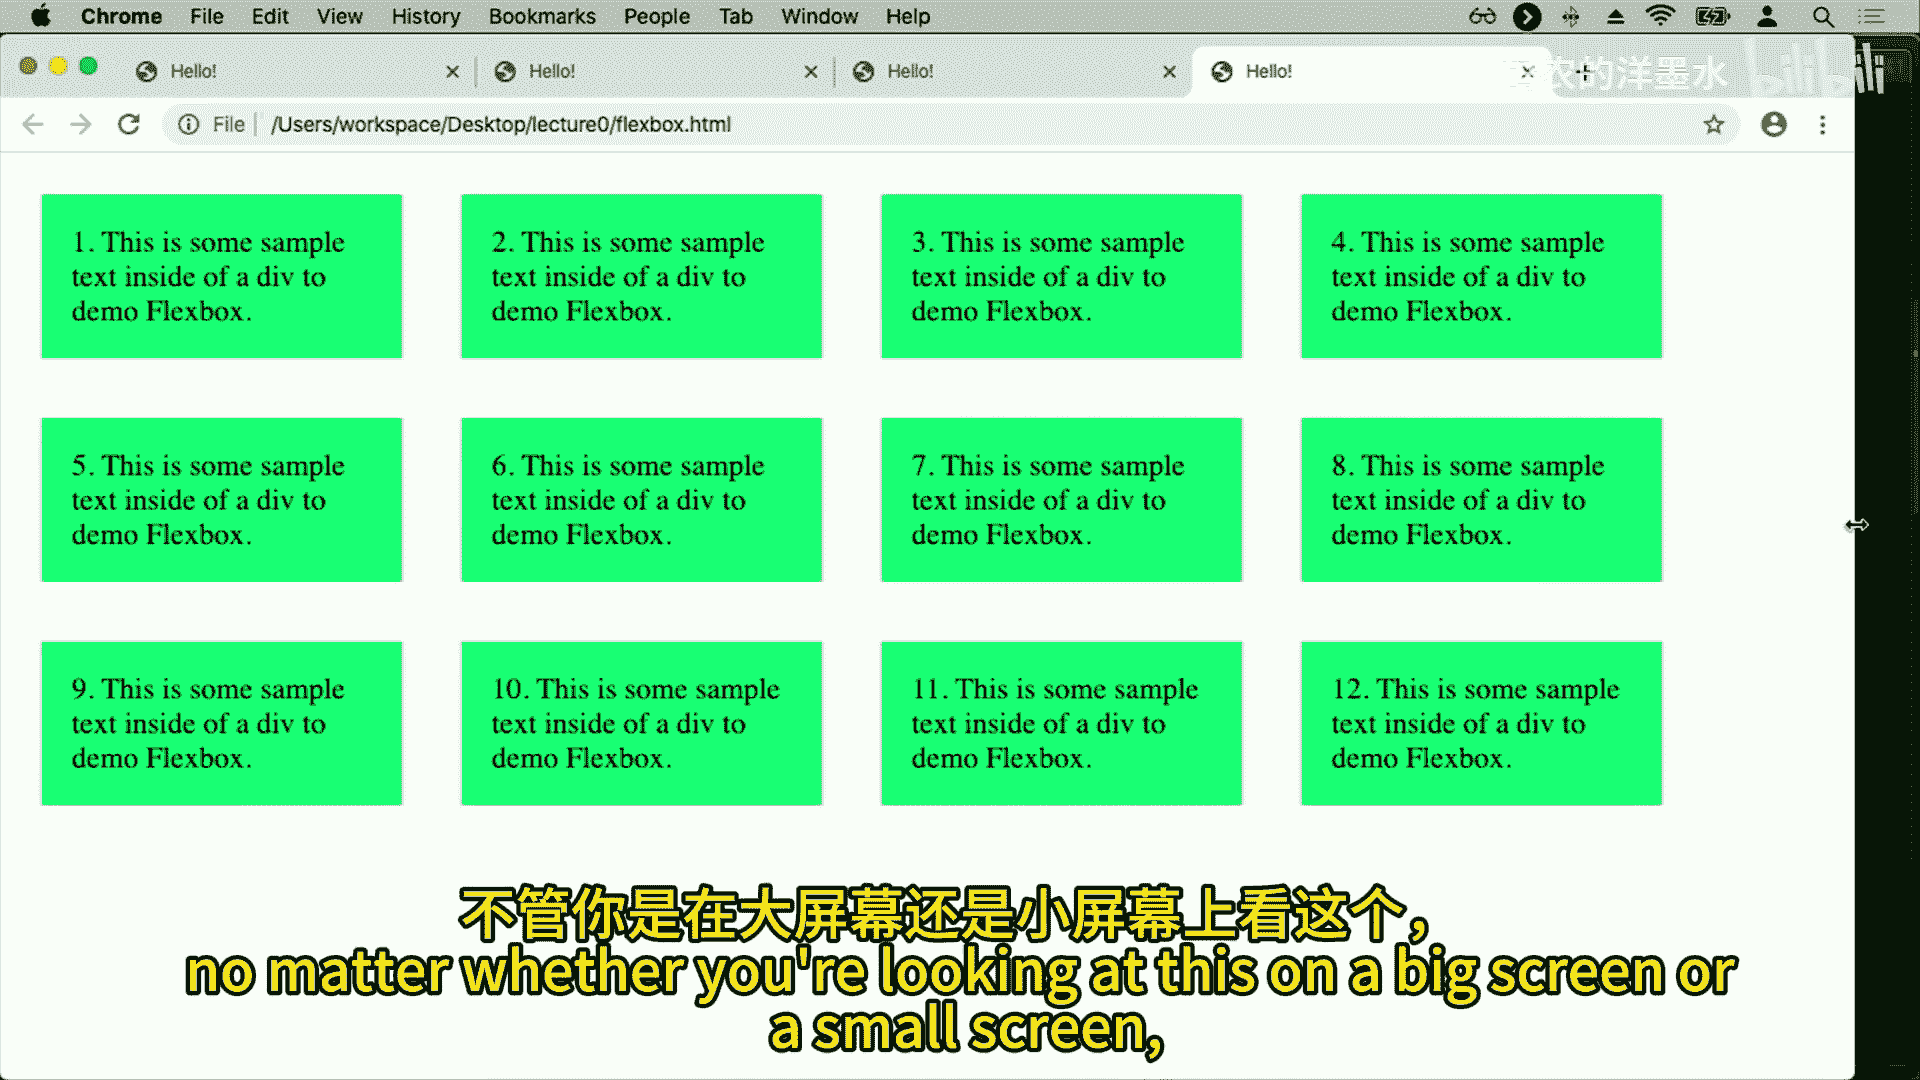 Chrome File Edit View History Bookmarks People Tab Window Help
Hello! Hello! Hello! Hello!
农的洋墨水 bilibili
File /Users/workspace/Desktop/lecture0/flexbox.html
1. This is some sample
text inside of a div to
demo Flexbox.
2. This is some sample
text inside of a div to
demo Flexbox.
3. This is some sample
text inside of a div to
demo Flexbox.
4. This is some sample
text inside of a div to
demo Flexbox.
5. This is some sample
text inside of a div to
demo Flexbox.
6. This is some sample
text inside of a div to
demo Flexbox.
7. This is some sample
text inside of a div to
demo Flexbox.
8. This is some sample
text inside of a div to
demo Flexbox.
9. This is some sample
text inside of a div to
demo Flexbox.
10. This is some sample
text inside of a div to
demo Flexbox.
11. This is some sample
text inside of a div to
demo Flexbox.
12. This is some sample
text inside of a div to
demo Flexbox.
不管你是在大屏幕还是小屏幕上看这个，
no matter whether you're looking at this on a big screen or
a small screen,